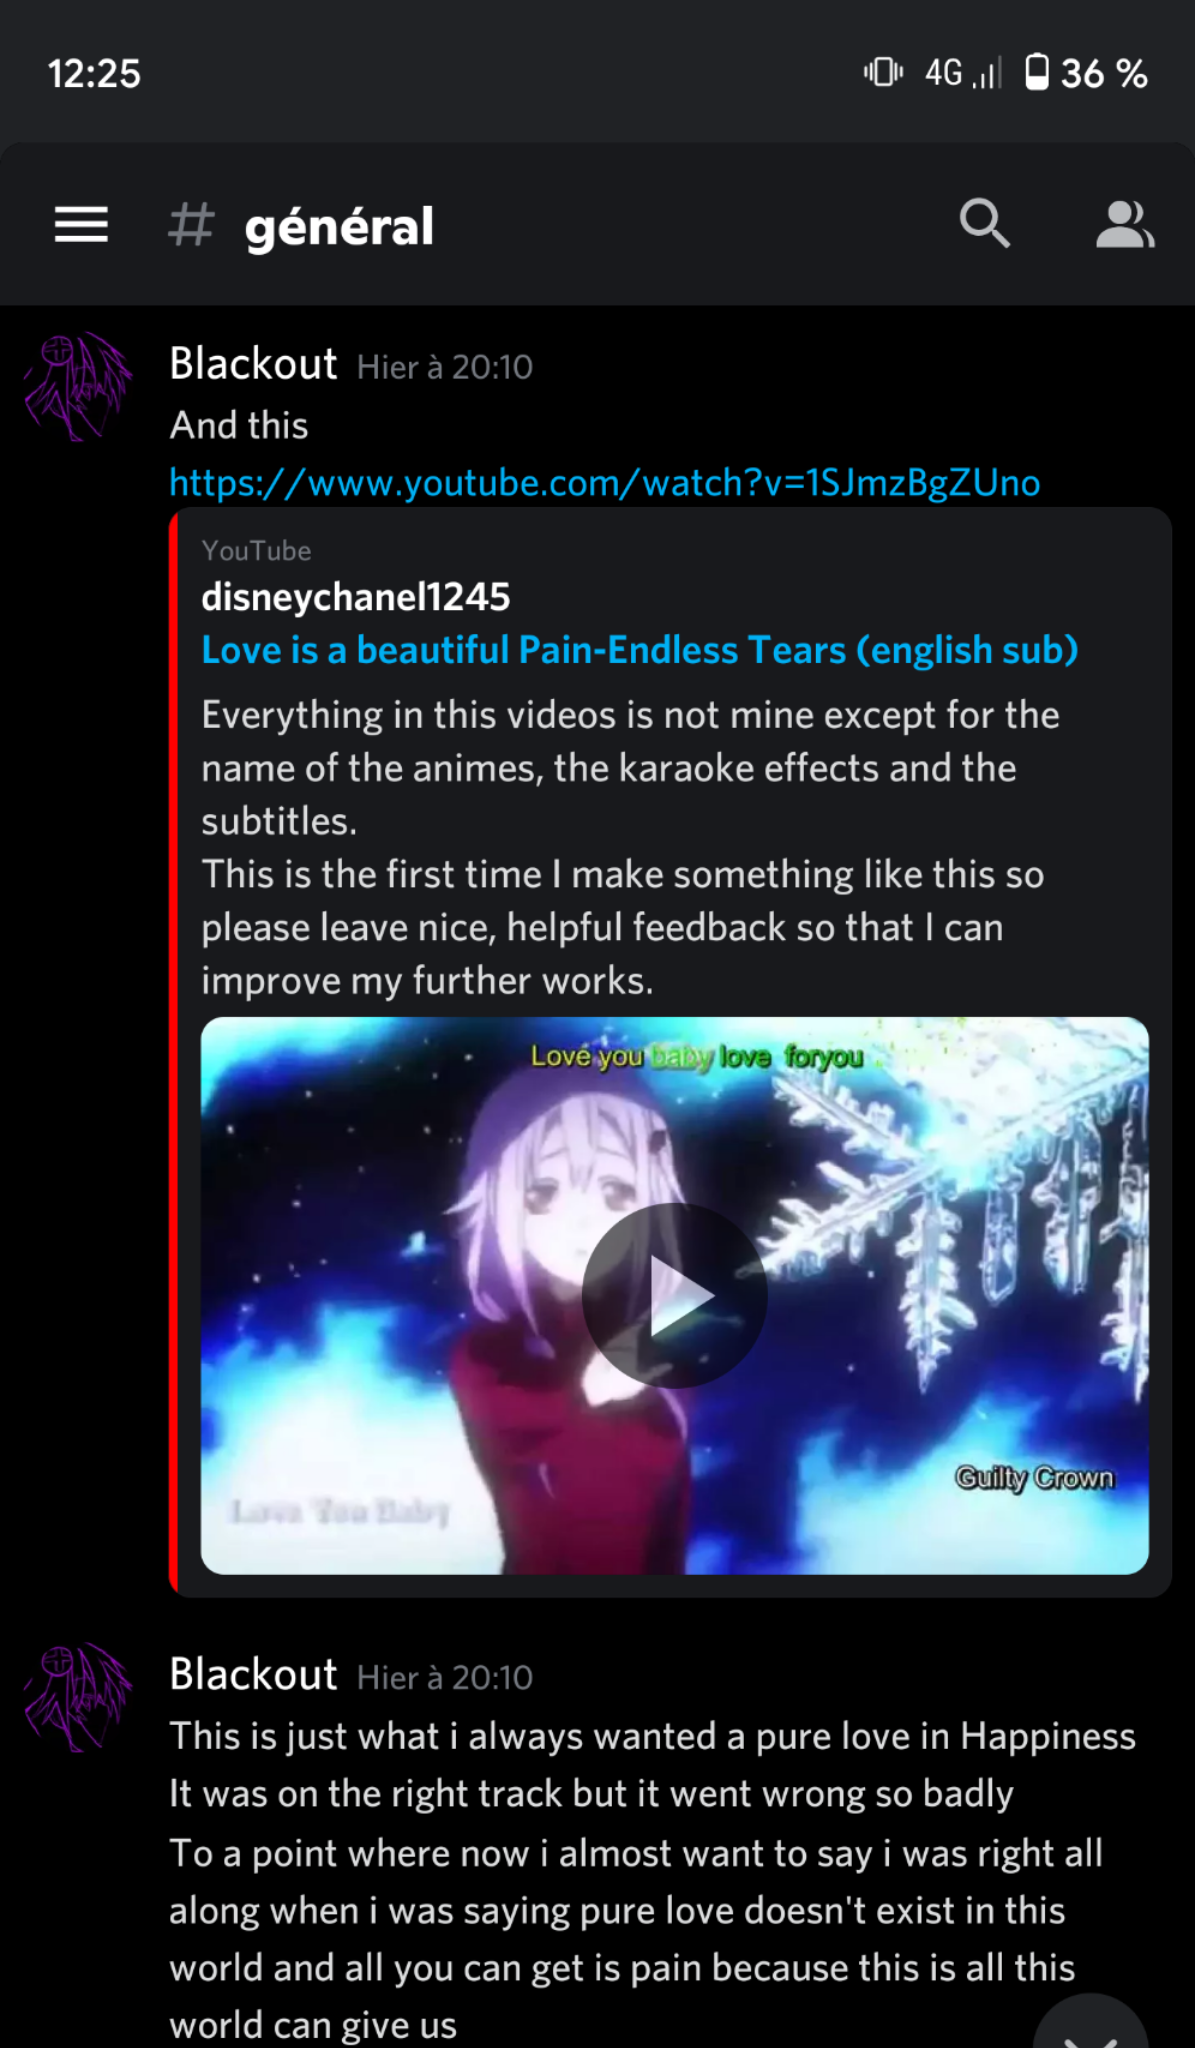 12:25 4G 36 %
# général
Blackout Hier à 20:10
And this
https://www.youtube.com/watch?v=1SJmzBgZUno
YouTube
disneychanel1245
Love is a beautiful Pain-Endless Tears (english sub)
Everything in this videos is not mine except for the
name of the animes, the karaoke effects and the
subtitles.
This is the first time I make something like this so
please leave nice, helpful feedback so that I can
improve my further works.
Love you baby love foryou
Guilty Crown
Love You Baby
Blackout Hier à 20:10
This is just what i always wanted a pure love in Happiness
It was on the right track but it went wrong so badly
To a point where now i almost want to say i was right all
along when i was saying pure love doesn't exist in this
world and all you can get is pain because this is all this
world can give us